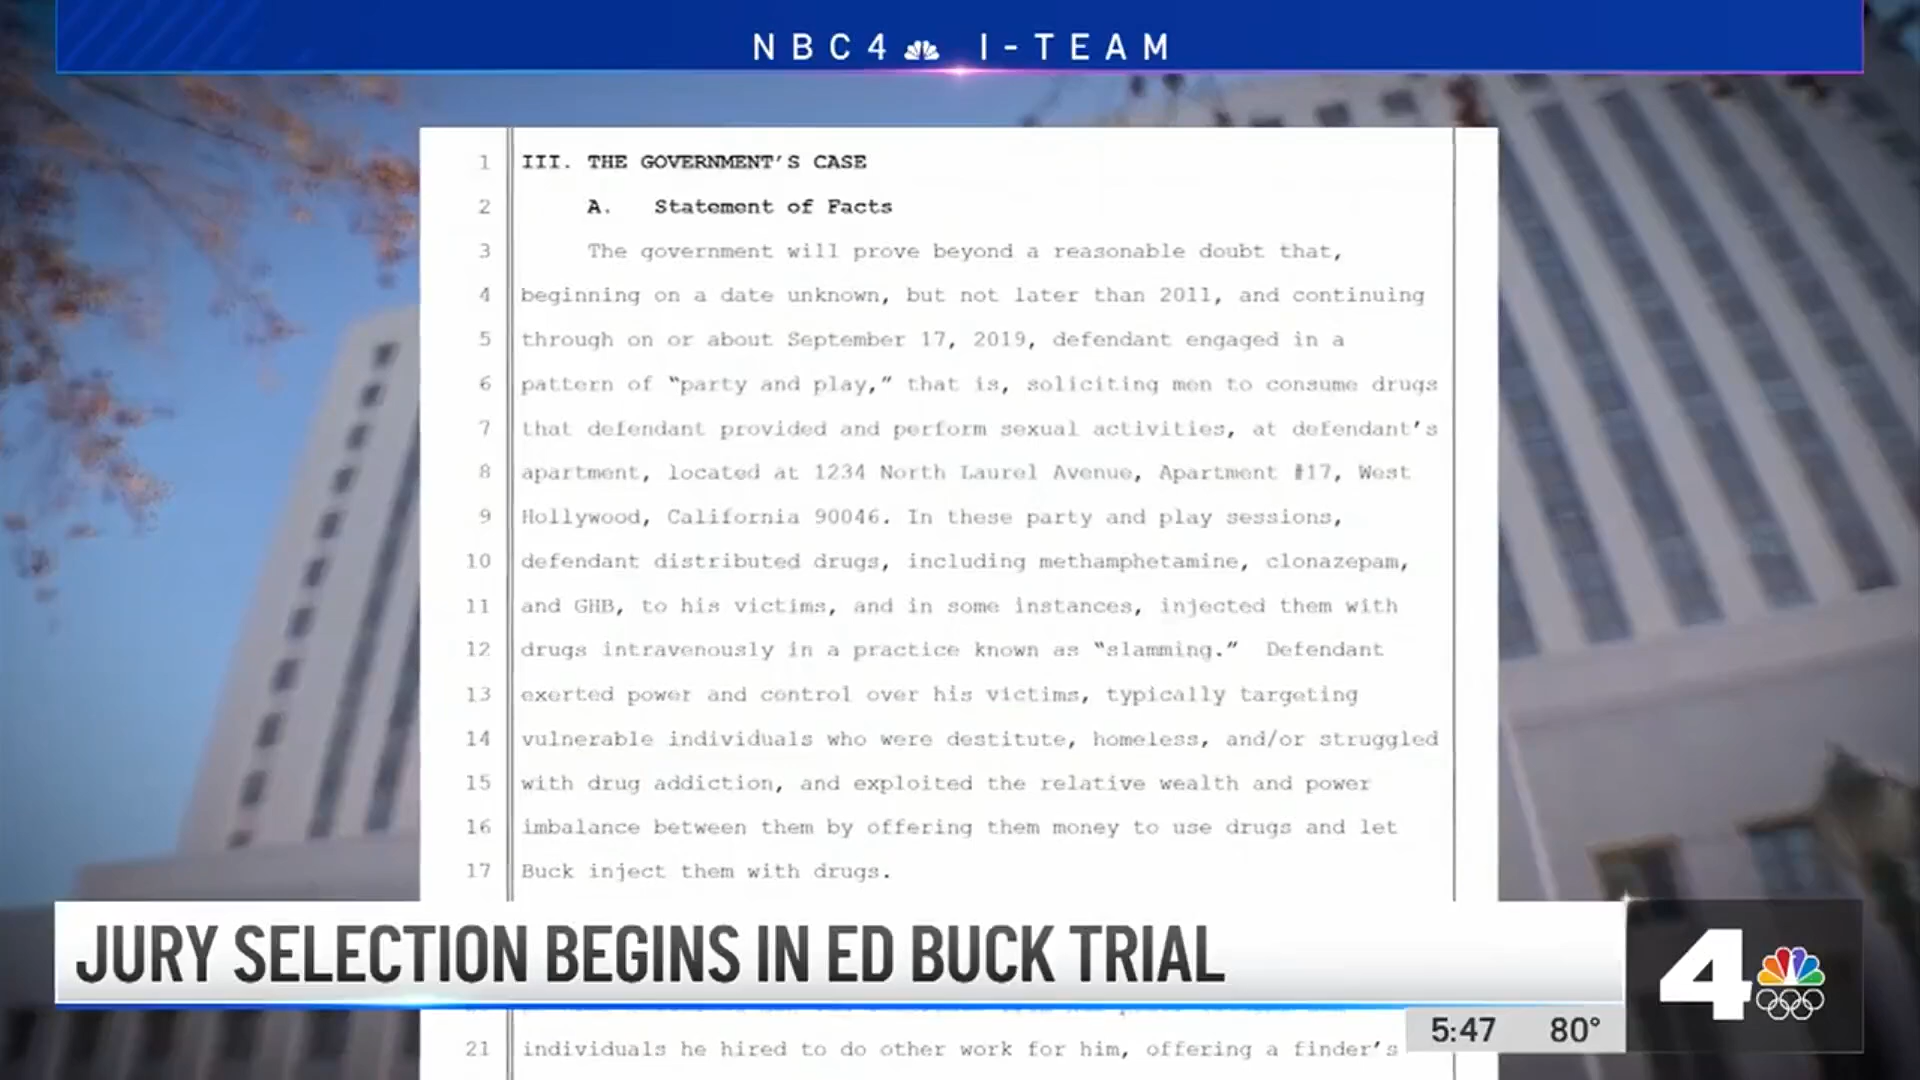 NBC4 I-TEAM
1 III. THE GOVERNMENT'S CASE
2 A. Statement of Facts
3 The government will prove beyond a reasonable doubt that,
4 beginning on a date unknown, but not later than 2011, and continuing
5 through on or about September 17, 2019, defendant engaged in a
6 pattern of “party and play,” that is, soliciting men to consume drugs
7 that defendant provided and perform sexual activities, at defendant's
8 apartment, located at 1234 North Laurel Avenue, Apartment #17, West
9 Hollywood, California 90046. In these party and play sessions,
10 defendant distributed drugs, including methamphetamine, clonazepam,
11 and GHB, to his victims, and in some instances, injected them with
12 drugs intravenously in a practice known as “slamming.” Defendant
13 exerted power and control over his victims, typically targeting
14 vulnerable individuals who were destitute, homeless, and/or struggled
15 with drug addiction, and exploited the relative wealth and power
16 imbalance between them by offering them money to use drugs and let
17 Buck inject them with drugs.
JURY SELECTION BEGINS IN ED BUCK TRIAL
4
5:47 80°
21 individuals he hired to do other work for him, offering a finder's